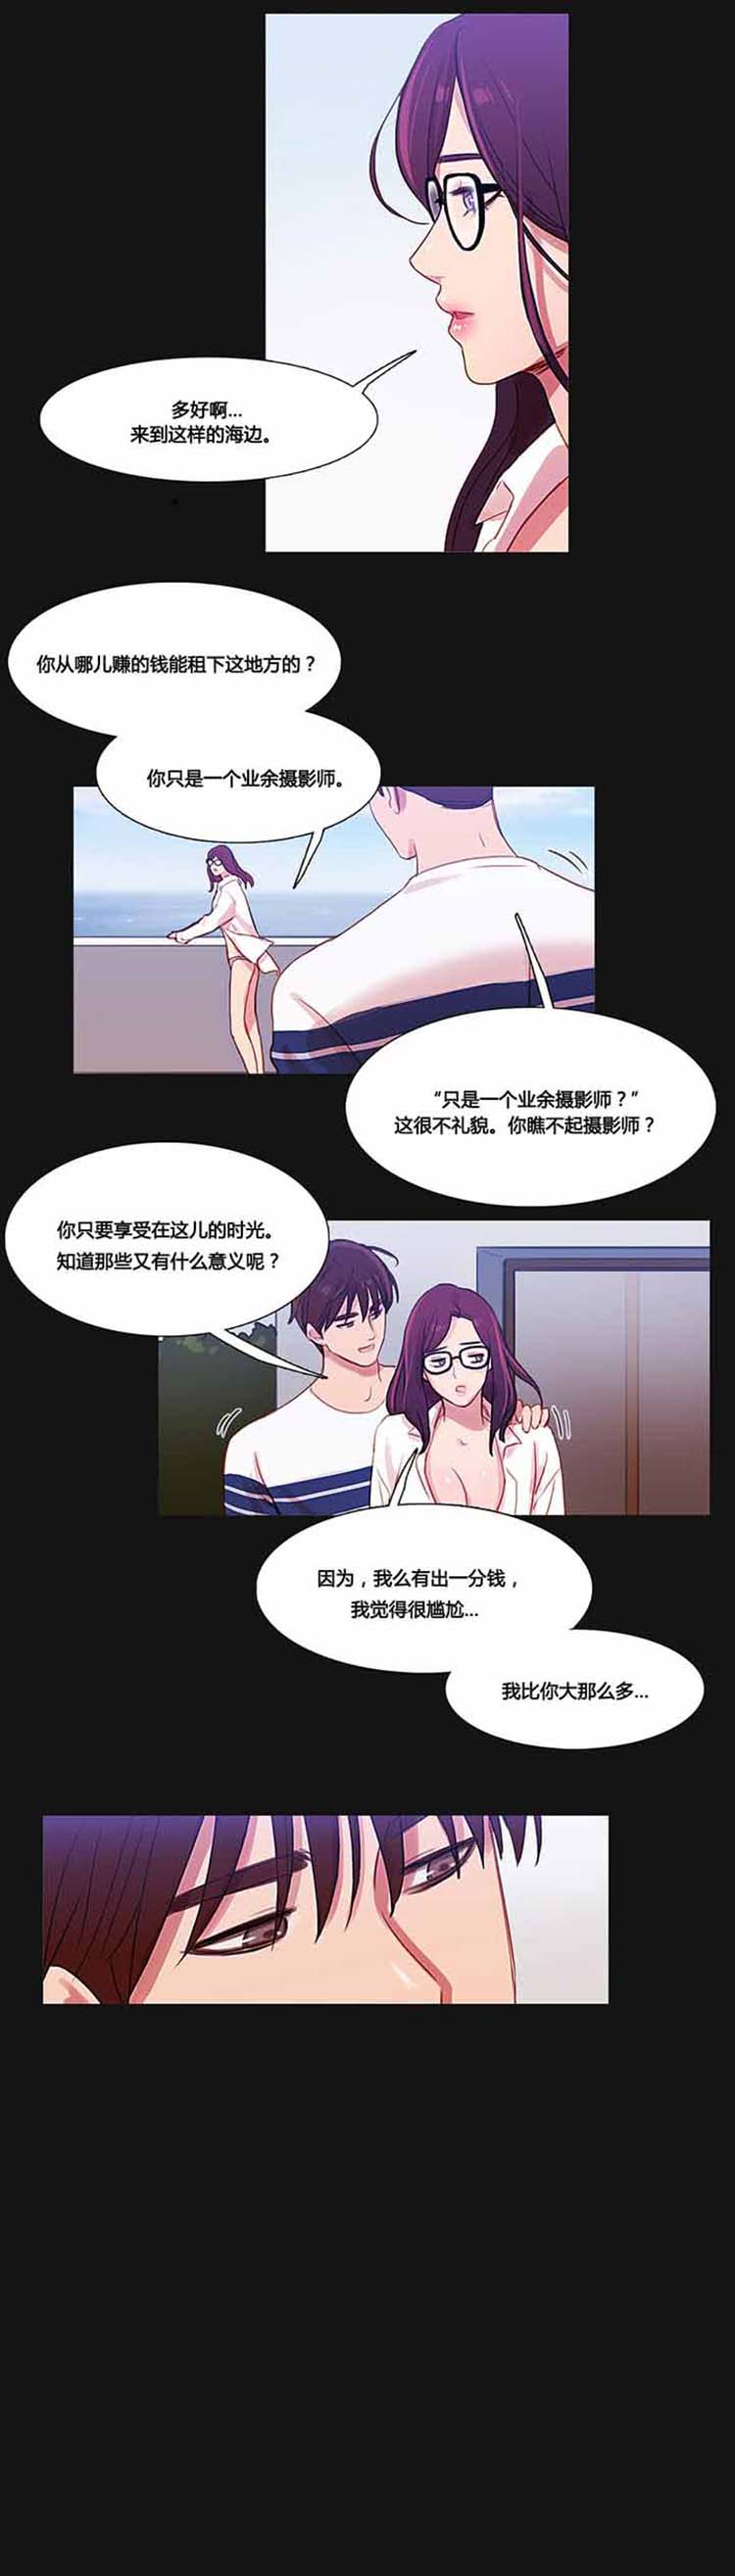 多好啊...
来到这样的海边。
你从哪儿赚的钱能租下这地方的？
你只是一个业余摄影师。
“只是一个业余摄影师？”
这很不礼貌。你瞧不起摄影师？
你只要享受在这儿的时光。
知道那些又有什么意义呢？
因为，我么有出一分钱，
我觉得很尴尬...
我比你大那么多...